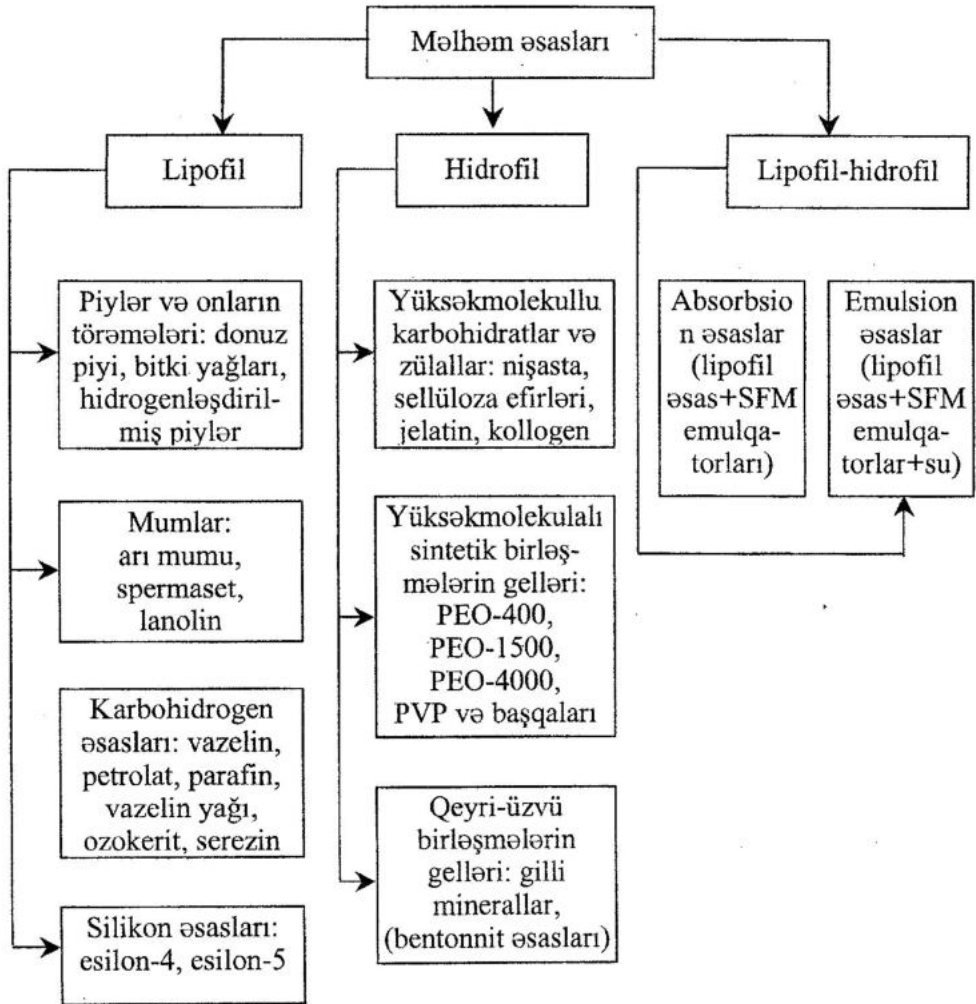 Məlhəm əsasları
Lipofil
Hidrofil
Lipofil-hidrofil
Piylər və onların
törəmələri: donuz
piyi, bitki yağları,
hidrogenləşdiril-
miş piylər
Mumlar:
arı mumu,
spermaset,
lanolin
Karbohidrogen
əsasları: vazelin,
petrolat, parafin,
vazelin yağı,
ozokerit, serezin
Silikon əsasları:
esilon-4, esilon-5
Yüksəkmolekullu
karbohidratlar və
zülallar: nişasta,
sellüloza efirləri,
jelatin, kollogen
Yüksəkmolekulalı
sintetik birləş-
mələrin gelləri:
PEO-400,
PEO-1500,
PEO-4000,
PVP və başqaları
Qeyri-üzvü
birləşmələrin
gelləri: gilli
minerallar,
(bentonnit əsasları)
Absorbsio
n əsaslar
(lipofil
əsas+SFM
emulqa-
torları)
Emulsion
əsaslar
(lipofil
əsas+SFM
emulqa-
torlar+su)